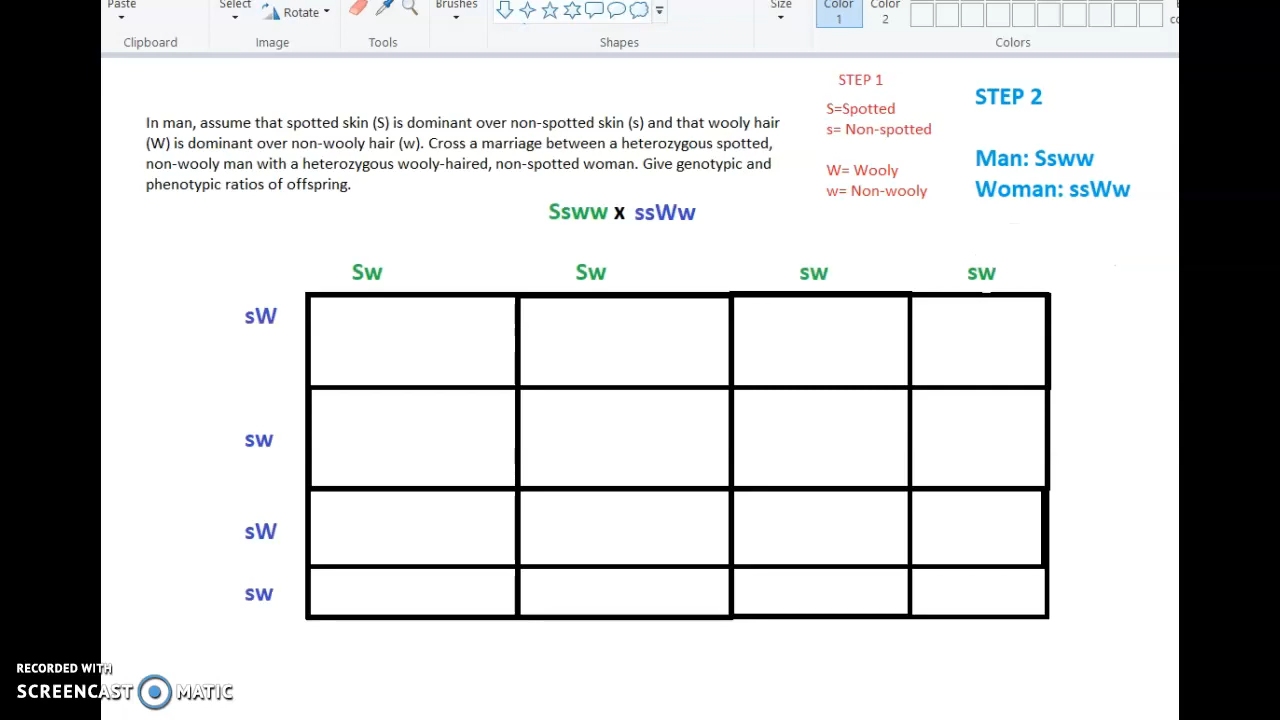 Paste
Select
Rotate
Brushes
Size
Color
1
Color
2
Clipboard
Image
Tools
Shapes
Colors
STEP 1
S=Spotted
s= Non-spotted
W= Wooly
w= Non-wooly
STEP 2
Man: Ssww
Woman: ssWw
In man, assume that spotted skin (S) is dominant over non-spotted skin (s) and that wooly hair
(W) is dominant over non-wooly hair (w). Cross a marriage between a heterozygous spotted,
non-wooly man with a heterozygous wooly-haired, non-spotted woman. Give genotypic and
phenotypic ratios of offspring.
Ssww x ssWw
Sw Sw sw sw
sW
sw
sW
sw
RECORDED WITH
SCREENCAST MATIC